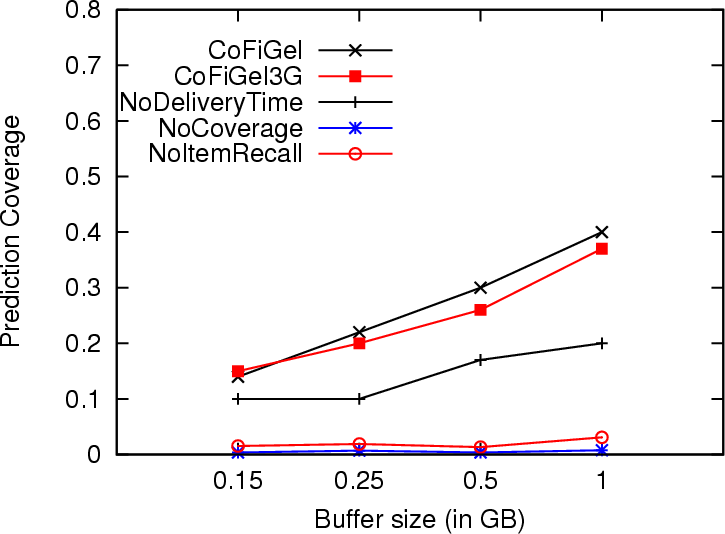 0.8
0.7
0.6
0.5
0.4
0.3
0.2
0.1
0
Prediction Coverage
CoFiGel
CoFiGel3G
NoDeliveryTime
NoCoverage
NoItemRecall
0.15 0.25 0.5 1
Buffer size (in GB)